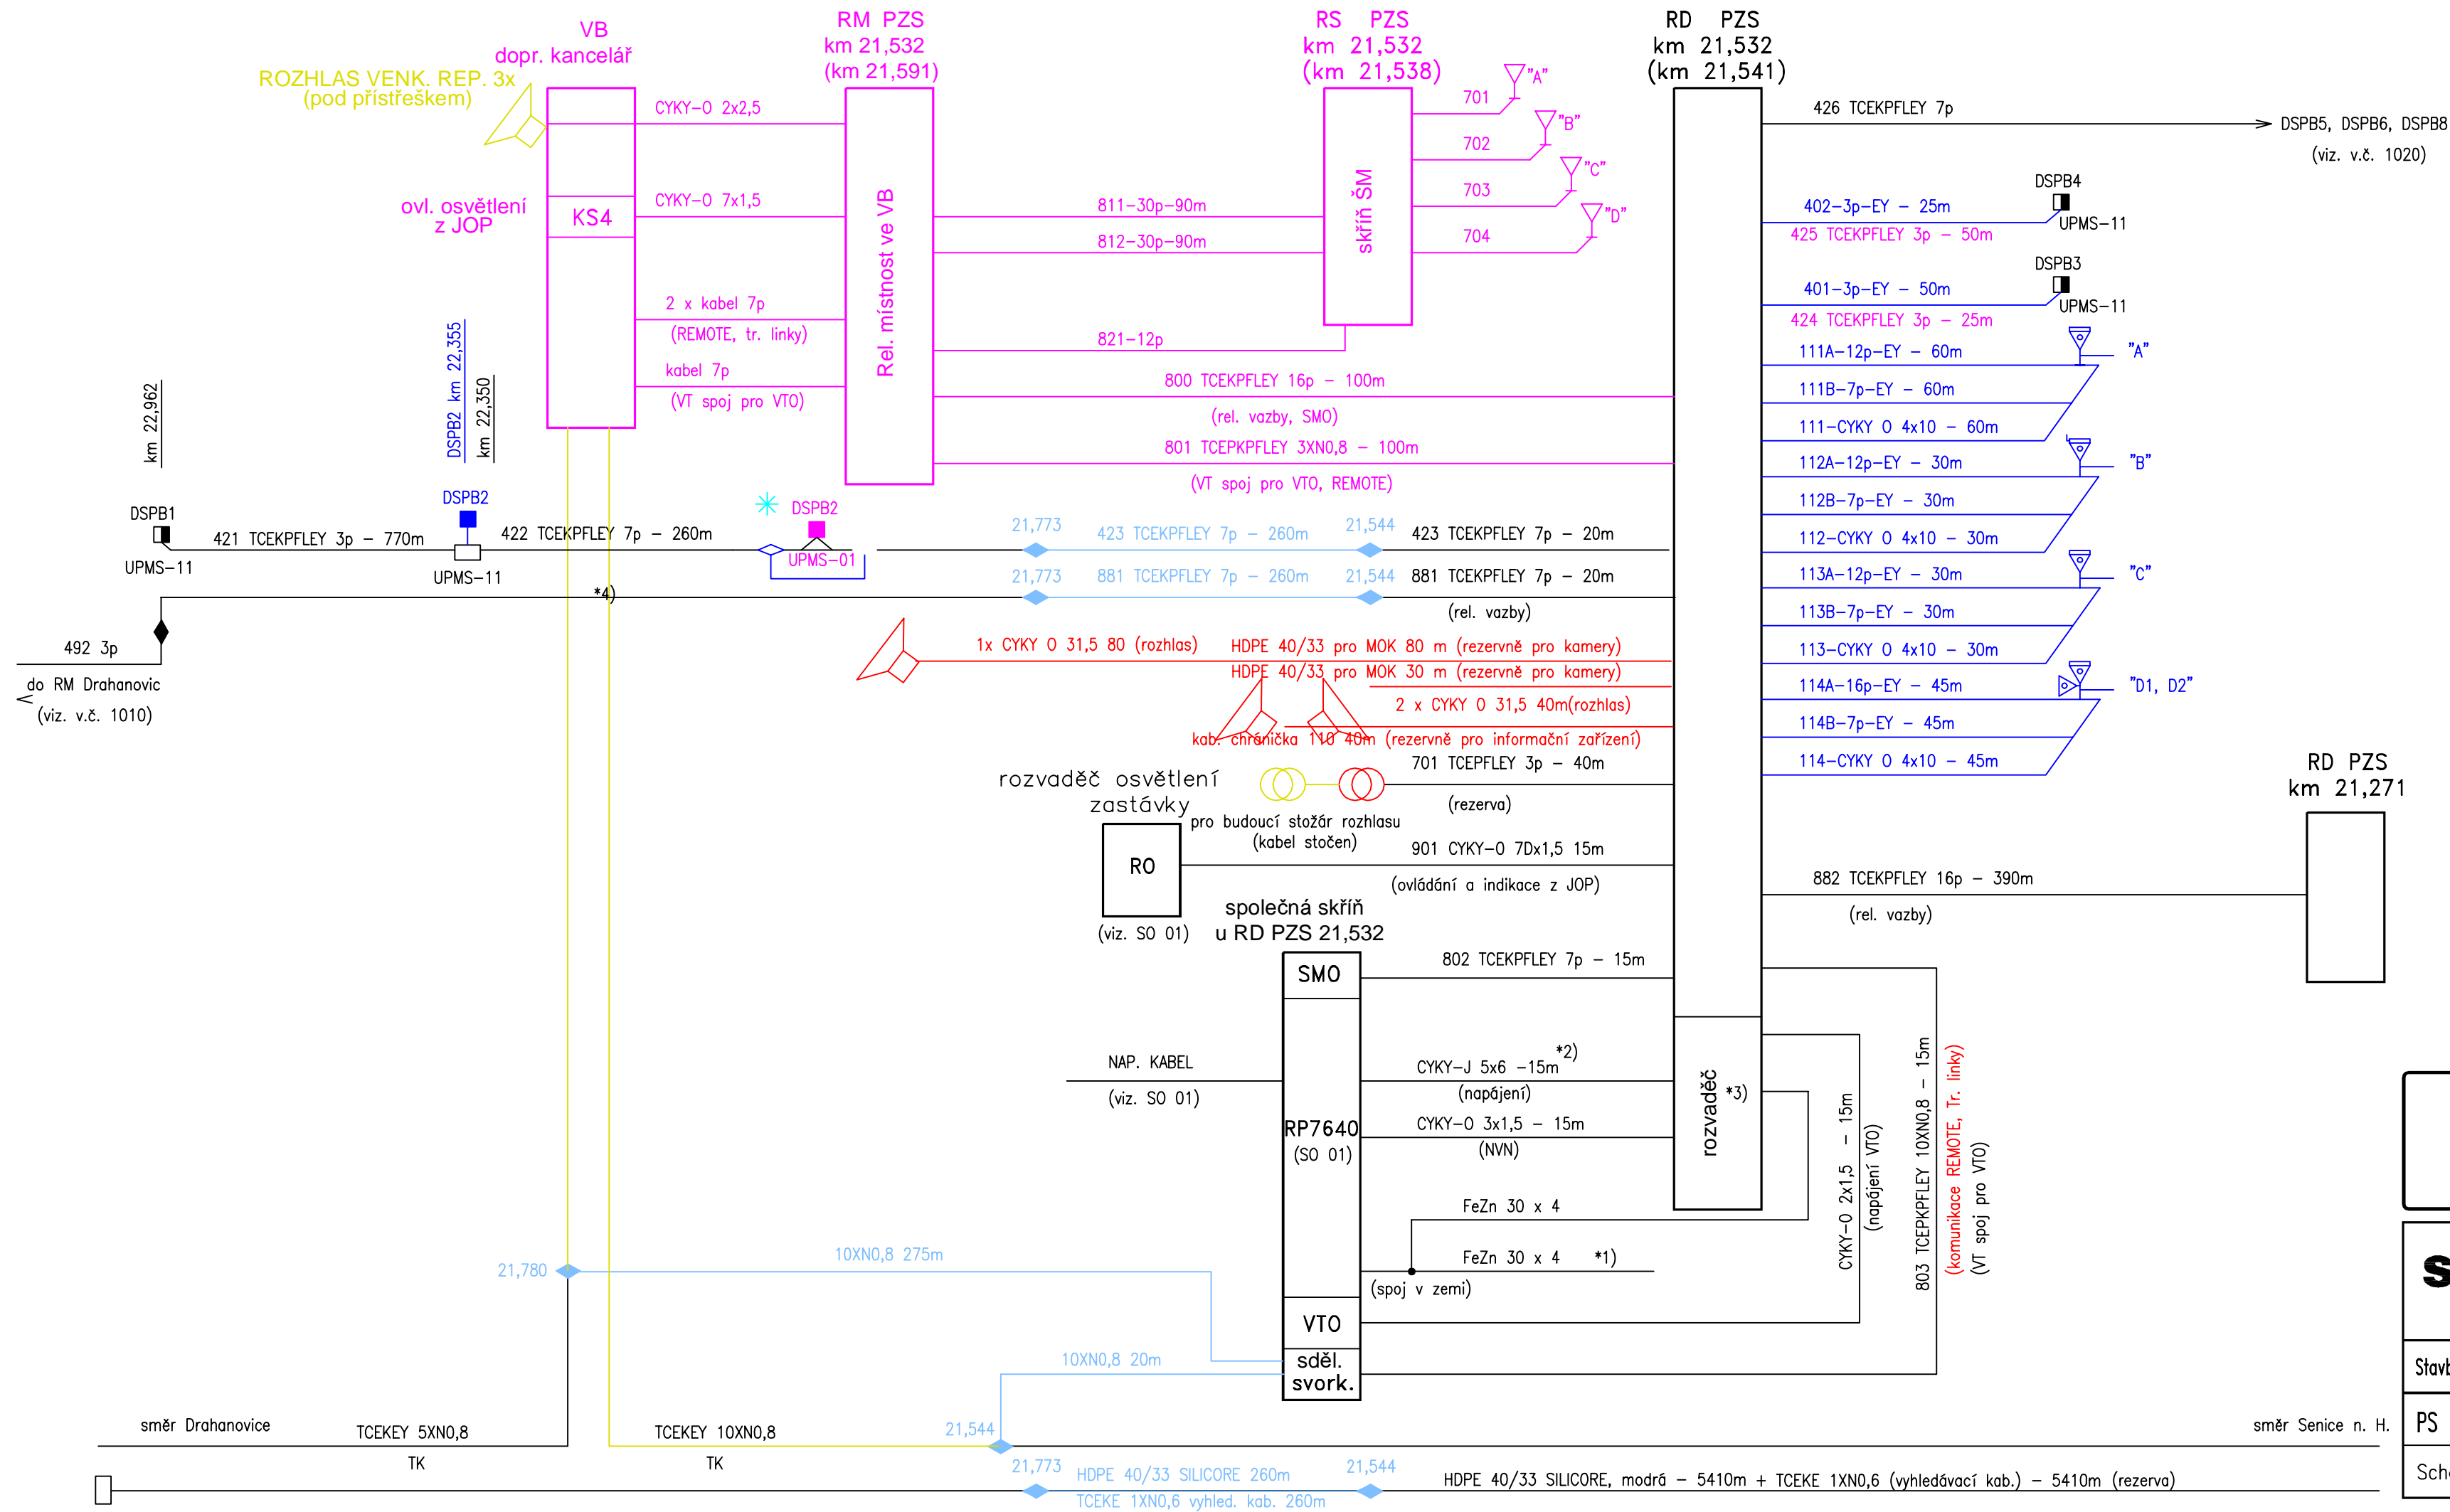 VB
dopr. kancelář
ROZHLAS VENK. REP. 3x
(pod přístřeškem)
RM PZS
km 21,532
(km 21,591)
RS PZS
km 21,532
(km 21,538)
RD PZS
km 21,532
(km 21,541)
CYKY-O 2x2,5
ovl. osvětlení
z JOP
KS4
CYKY-O 7x1,5
2 x kabel 7p
(REMOTE, tr. linky)
kabel 7p
(VT spoj pro VTO)
Rel. místnost ve VB
811-30p-90m
812-30p-90m
821-12p
skříň ŠM
701
"A"
702
"B"
703
"C"
704
"D"
800 TCEKPFLEY 16p - 100m
(rel. vazby, SMO)
801 TCEPKPFLEY 3XN0,8 - 100m
(VT spoj pro VTO, REMOTE)
426 TCEKPFLEY 7p
DSPB5, DSPB6, DSPB8
(viz. v.č. 1020)
DSPB4
402-3p-EY - 25m
UPMS-11
425 TCEKPFLEY 3p - 50m
DSPB3
401-3p-EY - 50m
UPMS-11
424 TCEKPFLEY 3p - 25m
111A-12p-EY - 60m
"A"
111B-7p-EY - 60m
111-CYKY O 4x10 - 60m
112A-12p-EY - 30m
"B"
112B-7p-EY - 30m
112-CYKY O 4x10 - 30m
113A-12p-EY - 30m
"C"
113B-7p-EY - 30m
113-CYKY O 4x10 - 30m
114A-16p-EY - 45m
"D1, D2"
114B-7p-EY - 45m
114-CYKY O 4x10 - 45m
km 22,962
DSPB2 km 22,355
km 22,350
DSPB1
UPMS-11
421 TCEKPFLEY 3p - 770m
DSPB2
UPMS-11
422 TCEKPFLEY 7p - 260m
DSPB2
UPMS-01
21,773
423 TCEKPFLEY 7p - 260m
21,544
423 TCEKPFLEY 7p - 20m
21,773
881 TCEKPFLEY 7p - 260m
21,544
881 TCEKPFLEY 7p - 20m
(rel. vazby)
*4)
492 3p
do RM Drahanovic
(viz. v.č. 1010)
1x CYKY O 31,5 80 (rozhlas)
HDPE 40/33 pro MOK 80 m (rezervně pro kamery)
HDPE 40/33 pro MOK 30 m (rezervně pro kamery)
2 x CYKY O 31,5 40m(rozhlas)
kab. chránička 110 40m (rezervně pro informační zařízení)
701 TCEPFLEY 3p - 40m
(rezerva)
pro budoucí stožár rozhlasu
(kabel stočen)
rozvaděč osvětlení
zastávky
RO
(viz. SO 01)
901 CYKY-O 7Dx1,5 15m
(ovládání a indikace z JOP)
RD PZS
km 21,271
882 TCEKPFLEY 16p - 390m
(rel. vazby)
společná skříň
u RD PZS 21,532
SMO
802 TCEKPFLEY 7p - 15m
NAP. KABEL
(viz. SO 01)
RP7640
(SO 01)
CYKY-J 5x6 -15m
*2)
(napájení)
CYKY-O 3x1,5 - 15m
(NVN)
rozvaděč
*3)
FeZn 30 x 4
FeZn 30 x 4
*1)
(spoj v zemi)
VTO
sděl.
svork.
CYKY-O 2x1,5 - 15m
(napájení VTO)
803 TCEPKPFLEY 10XN0,8 - 15m
(komunikace REMOTE, Tr. linky)
(VT spoj pro VTO)
21,780
10XN0,8 275m
10XN0,8 20m
21,544
směr Drahanovice
TCEKEY 5XN0,8
TK
TCEKEY 10XN0,8
TK
směr Senice n. H.
21,773
HDPE 40/33 SILICORE 260m
TCEKE 1XN0,6 vyhled. kab. 260m
21,544
HDPE 40/33 SILICORE, modrá - 5410m + TCEKE 1XN0,6 (vyhledávací kab.) - 5410m (rezerva)
PS